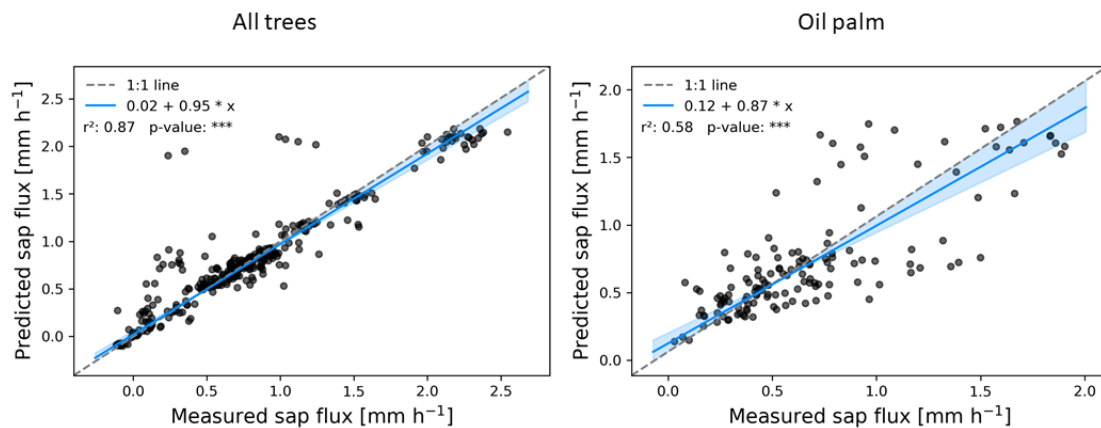 All trees
Predicted sap flux [mm h⁻¹]
2.5
2.0
1.5
1.0
0.5
0.0
1:1 line
0.02 + 0.95 * x
r²: 0.87 p-value: ***
0.0 0.5 1.0 1.5 2.0 2.5
Measured sap flux [mm h⁻¹]
Oil palm
Predicted sap flux [mm h⁻¹]
2.0
1.5
1.0
0.5
0.0
1:1 line
0.12 + 0.87 * x
r²: 0.58 p-value: ***
0.0 0.5 1.0 1.5 2.0
Measured sap flux [mm h⁻¹]